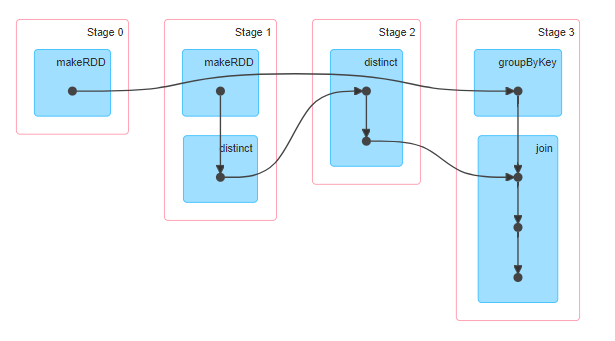 Stage 0
makeRDD
Stage 1
makeRDD
distinct
Stage 2
distinct
Stage 3
groupByKey
join